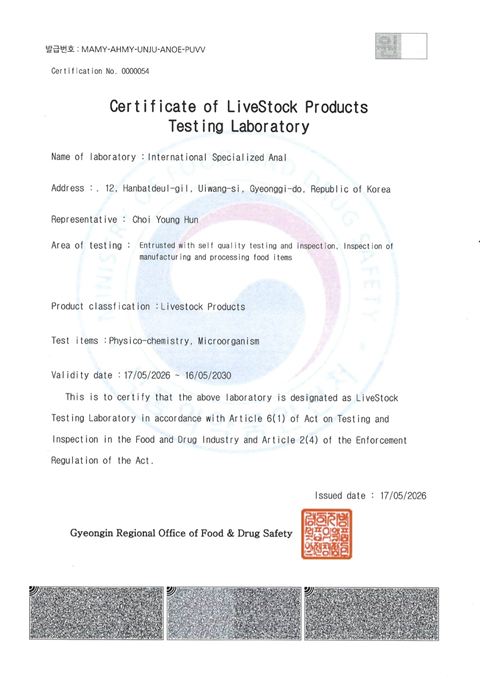 발급번호 : MAMY-AHMY-UNJU-ANOE-PUVV
Certification No. 0000054
Certificate of LiveStock Products
Testing Laboratory
Name of laboratory : International Specialized Anal
Address : . 12, Hanbatdeul-gil, Uiwang-si, Gyeonggi-do, Republic of Korea
Representative : Choi Young Hun
Area of testing : Entrusted with self quality testing and inspection, Inspection of
manufacturing and processing food items
Product classfication : Livestock Products
Test items : Physico-chemistry, Microorganism
Validity date : 17/05/2026 ~ 16/05/2030
This is to certify that the above laboratory is designated as LiveStock
Testing Laboratory in accordance with Article 6(1) of Act on Testing and
Inspection in the Food and Drug Industry and Article 2(4) of the Enforcement
Regulation of the Act.
Issued date : 17/05/2026
Gyeongin Regional Office of Food & Drug Safety
MINISTRY OF FOOD AND DRUG SAFETY